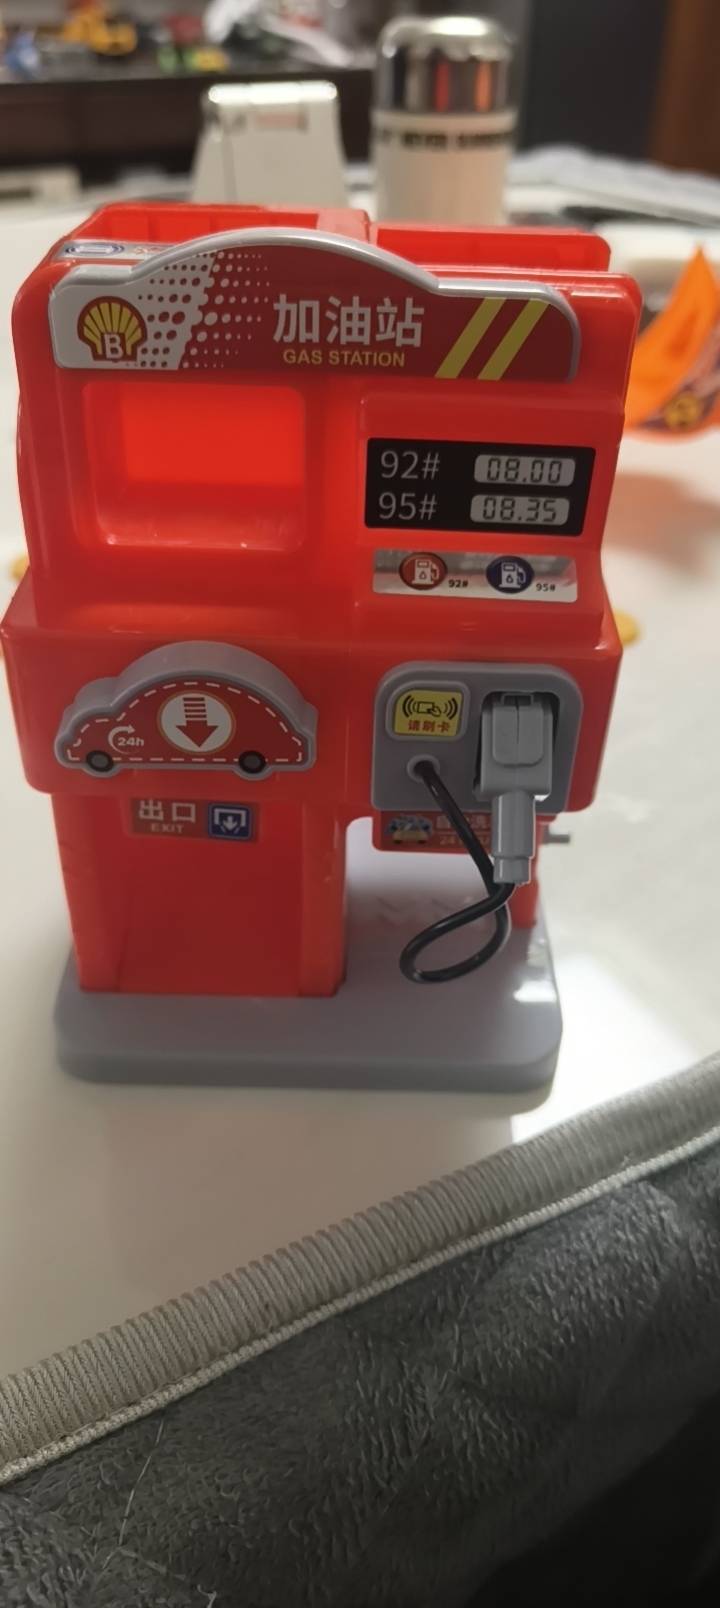 加油站
GAS STATION
B
92# 08.00
95# 08.35
92# 95#
请刷卡
24h
出口
EXIT
24